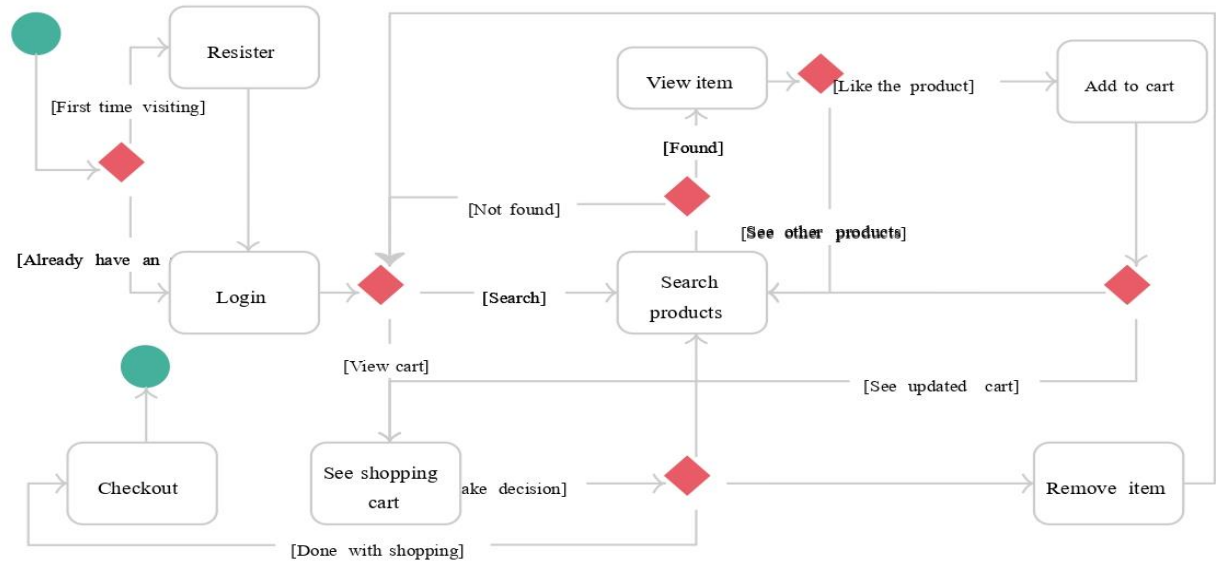 Resister
View item
[Like the product]
Add to cart
[First time visiting]
[Found]
[Not found]
[See other products]
[Already have an
Login
[Search]
Search
products
[View cart]
[See updated cart]
Checkout
See shopping
cart
ake decision]
Remove item
[Done with shopping]